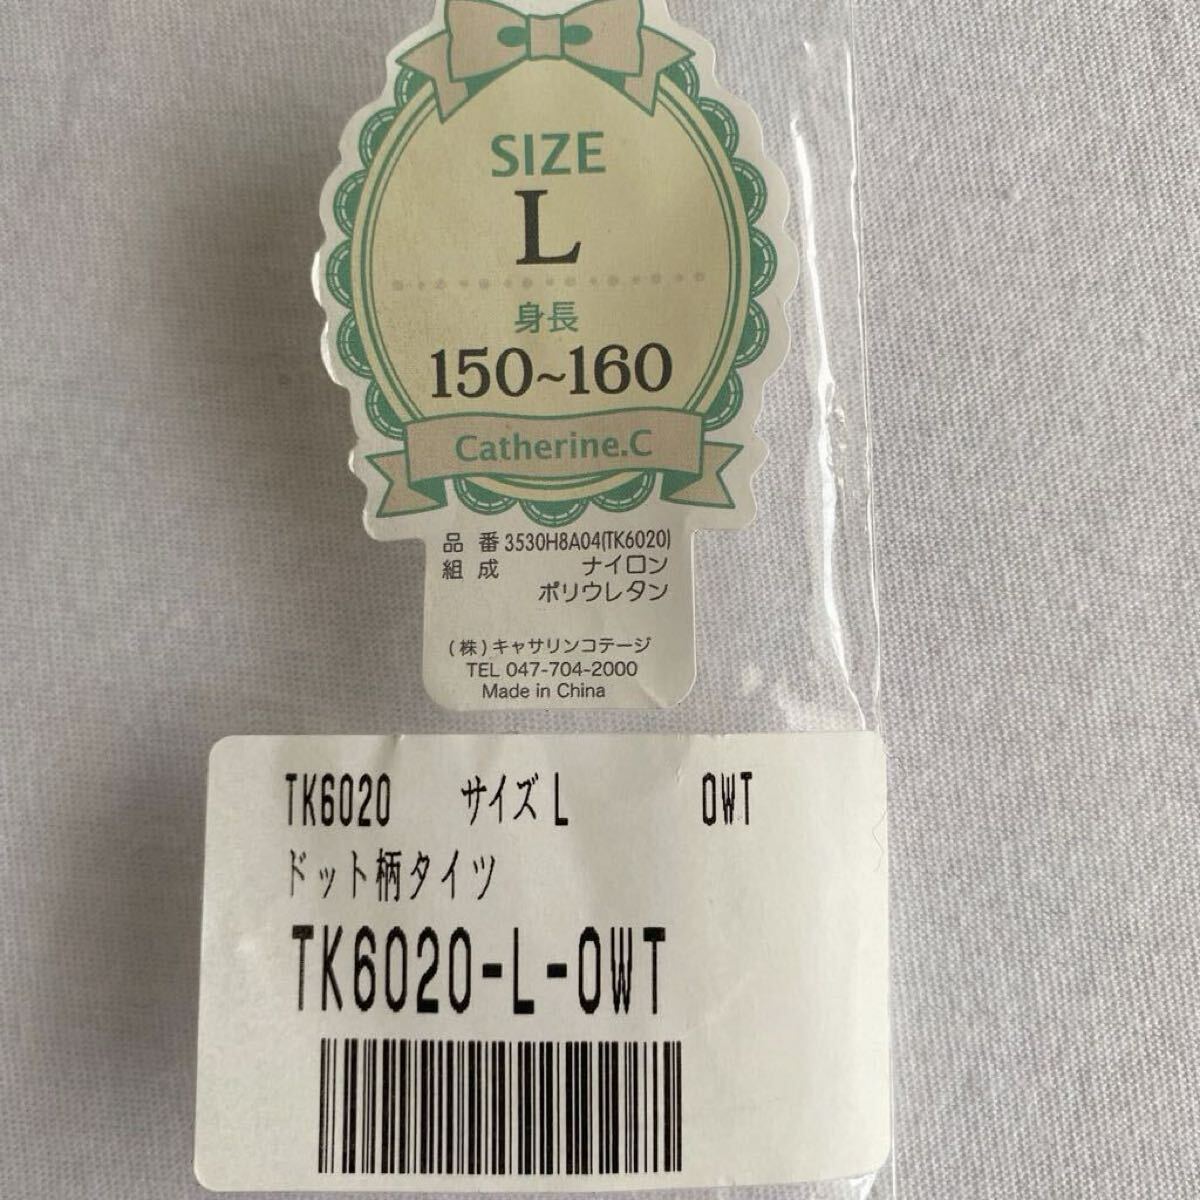 SIZE
L
身長
150~160
Catherine.C
品 番 3530H8A04(TK6020)
組 成 ナイロン
ポリウレタン
(株)キャサリンコテージ
TEL 047-704-2000
Made in China
TK6020 サイズ L OWT
ドット柄タイツ
TK6020-L-OWT